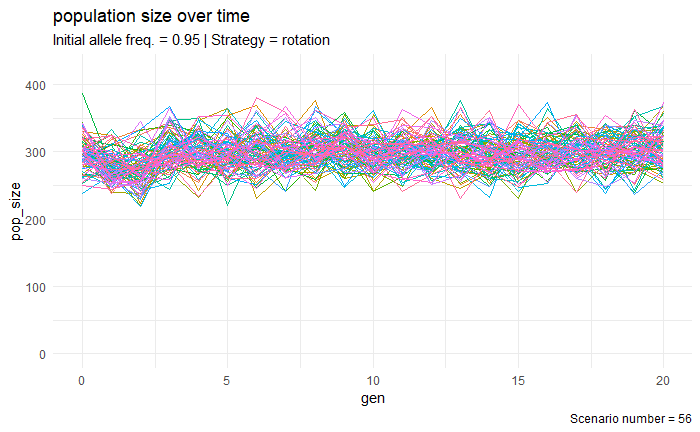 population size over time
Initial allele freq. = 0.95 | Strategy = rotation
400
300
200
100
0
pop_size
0 5 10 15 20
gen
Scenario number = 56